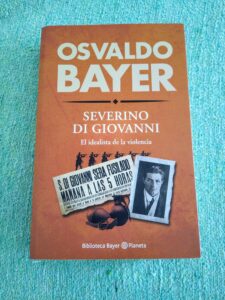 OSVALDO
BAYER
SEVERINO
DI GIOVANNI
El idealista de la violencia
S. DI GIOVANNI SERA FUSILADO
MAÑANA A LAS 5 HORAS
Biblioteca Bayer Planeta